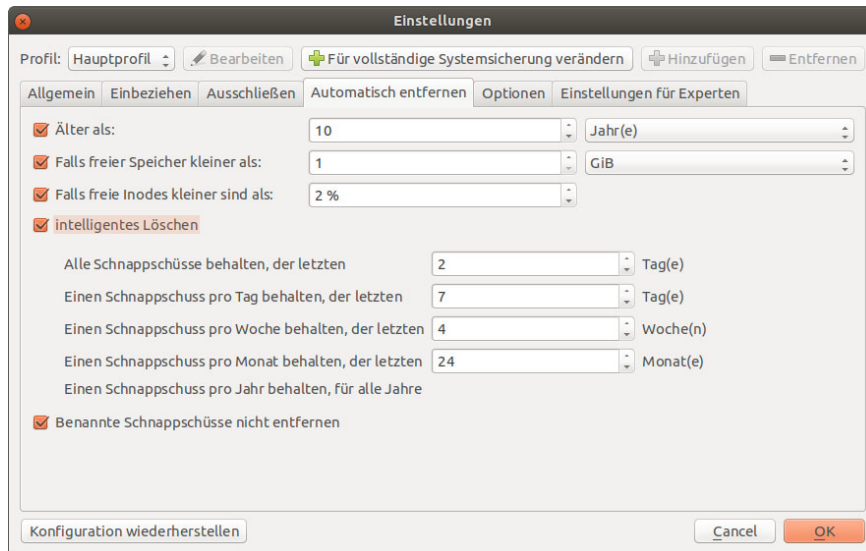 Einstellungen
Profil: Hauptprofil Bearbeiten Für vollständige Systemsicherung verändern Hinzufügen Entfernen
Allgemein Einbeziehen Ausschließen Automatisch entfernen Optionen Einstellungen für Experten
Älter als: 10 Jahr(e)
Falls freier Speicher kleiner als: 1 GiB
Falls freie Inodes kleiner sind als: 2 %
intelligentes Löschen
Alle Schnappschüsse behalten, der letzten 2 Tag(e)
Einen Schnappschuss pro Tag behalten, der letzten 7 Tag(e)
Einen Schnappschuss pro Woche behalten, der letzten 4 Woche(n)
Einen Schnappschuss pro Monat behalten, der letzten 24 Monat(e)
Einen Schnappschuss pro Jahr behalten, für alle Jahre
Benannte Schnappschüsse nicht entfernen
Konfiguration wiederherstellen Cancel OK